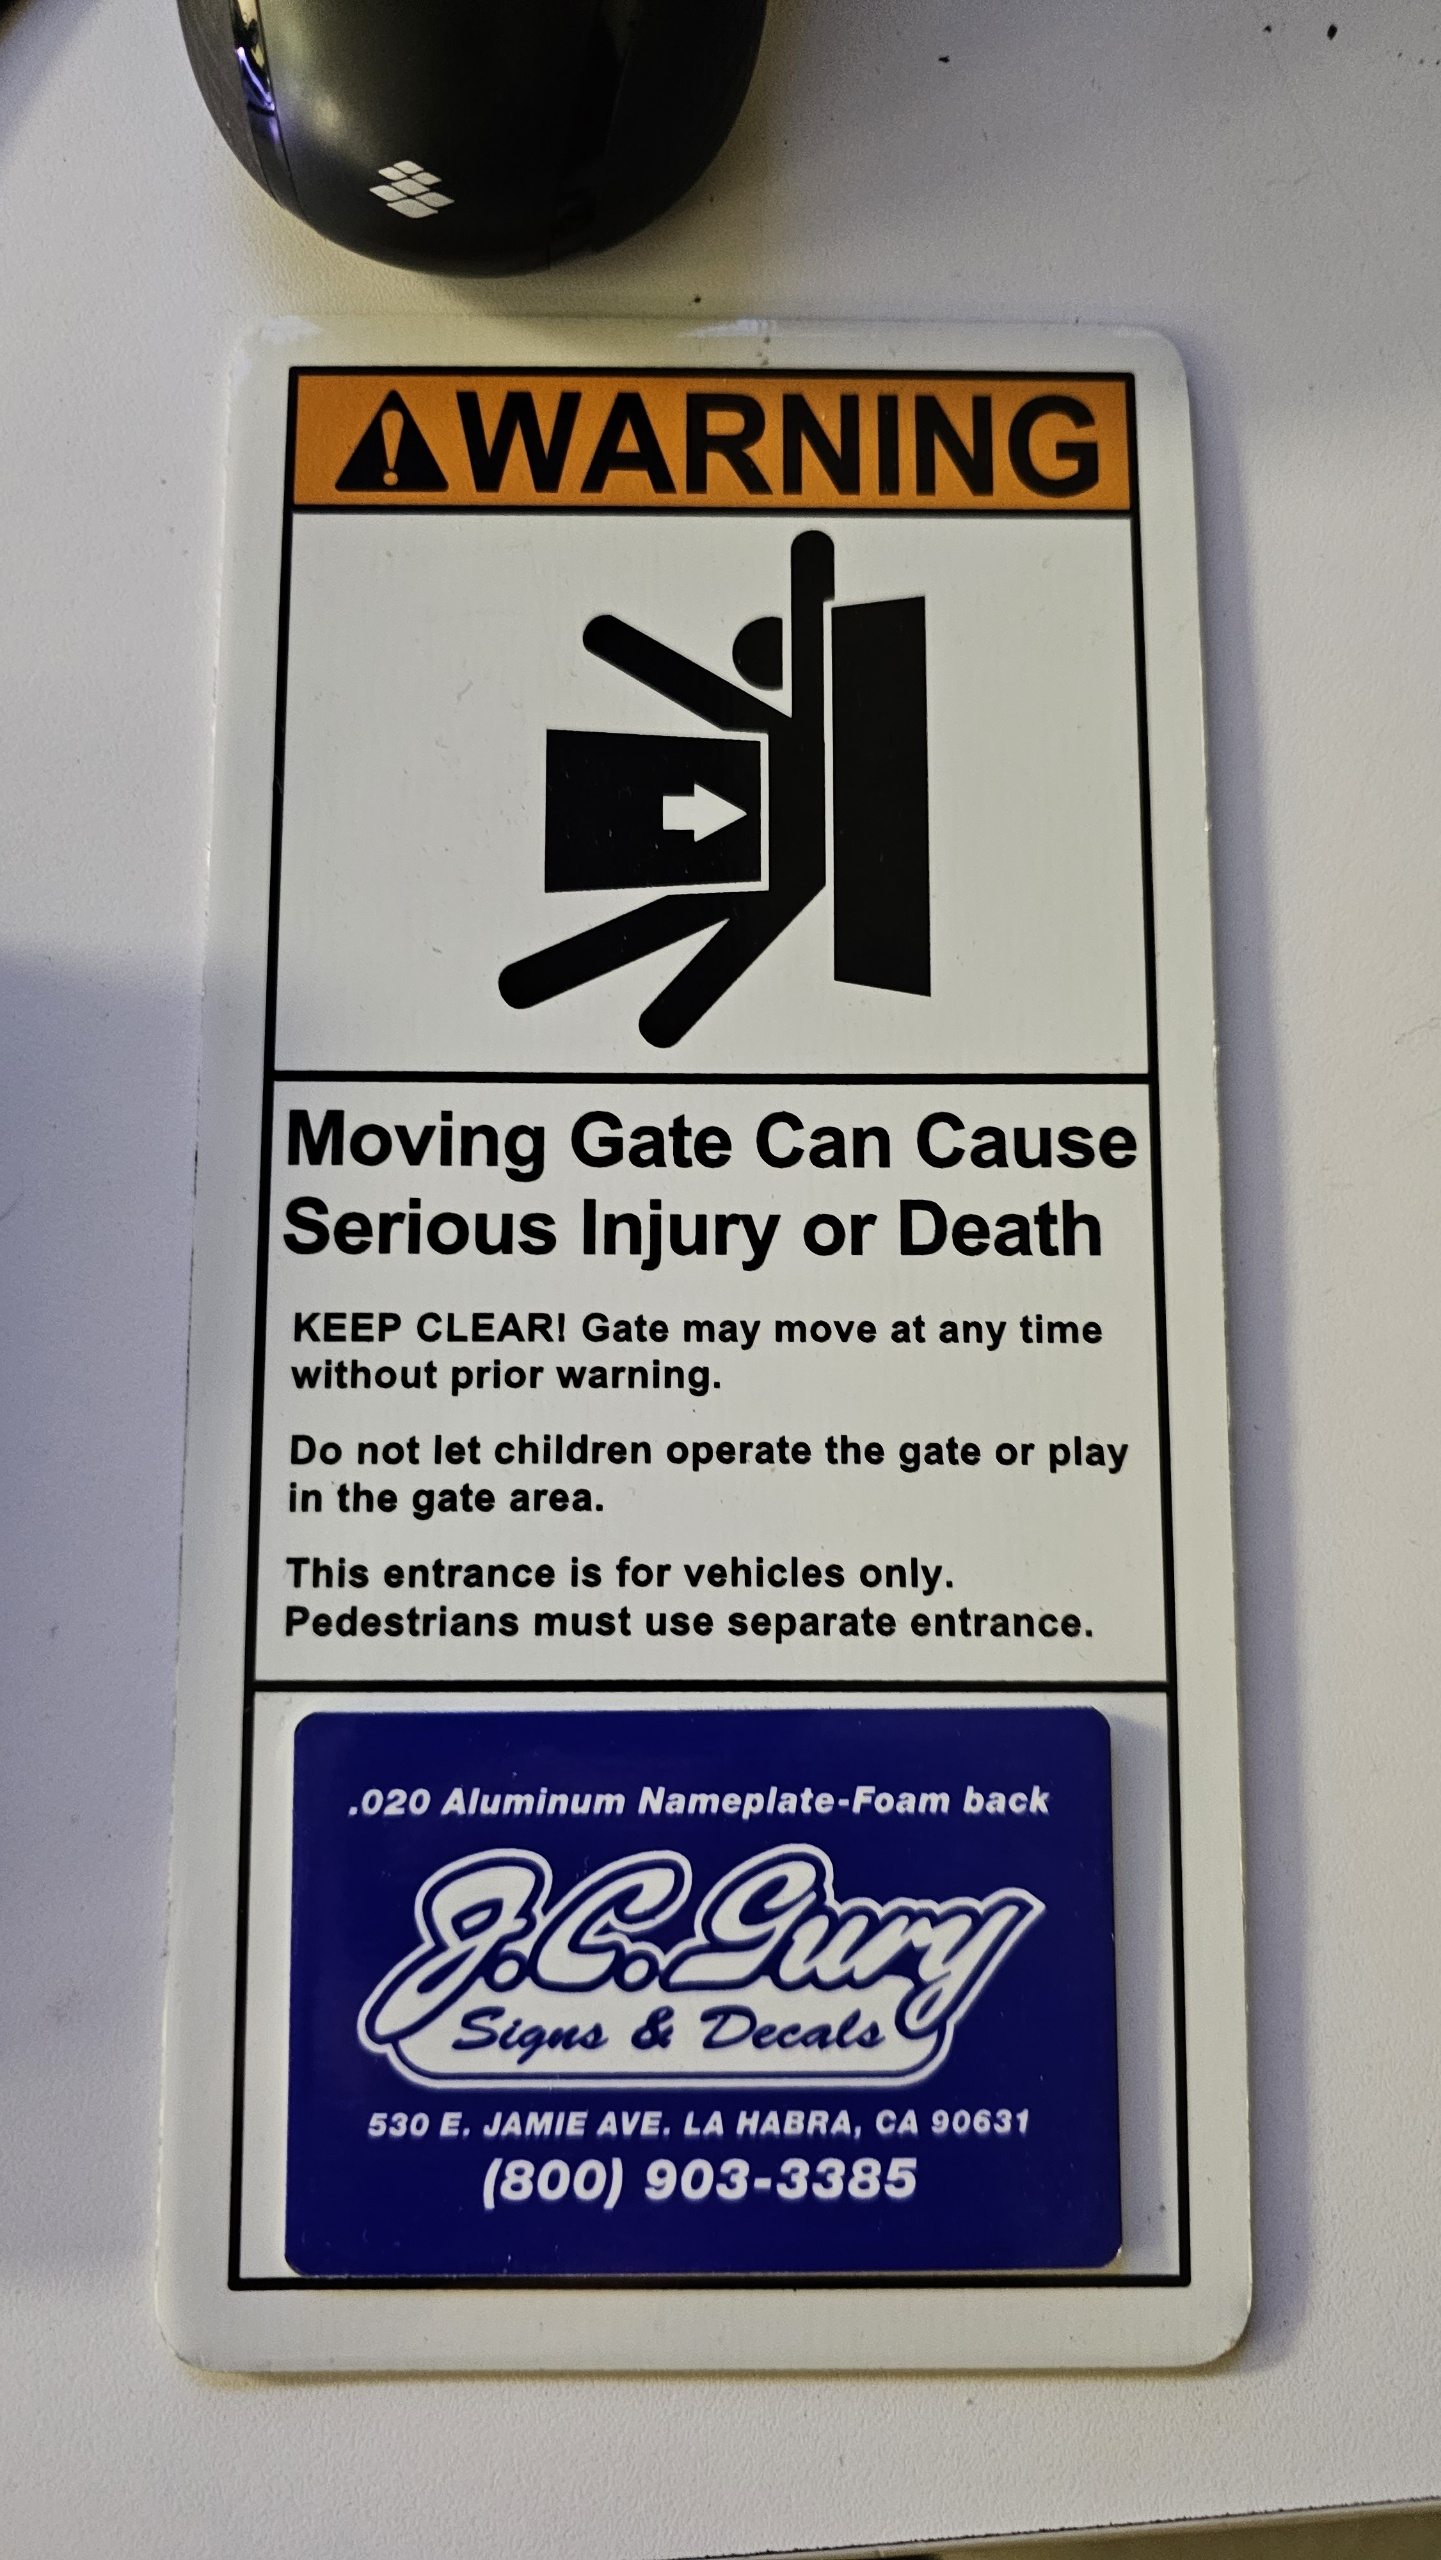 WARNING
Moving Gate Can Cause
Serious Injury or Death
KEEP CLEAR! Gate may move at any time
without prior warning.
Do not let children operate the gate or play
in the gate area.
This entrance is for vehicles only.
Pedestrians must use separate entrance.
.020 Aluminum Nameplate-Foam back
J.C. Gury
Signs & Decals
530 E. JAMIE AVE. LA HABRA, CA 90631
(800) 903-3385